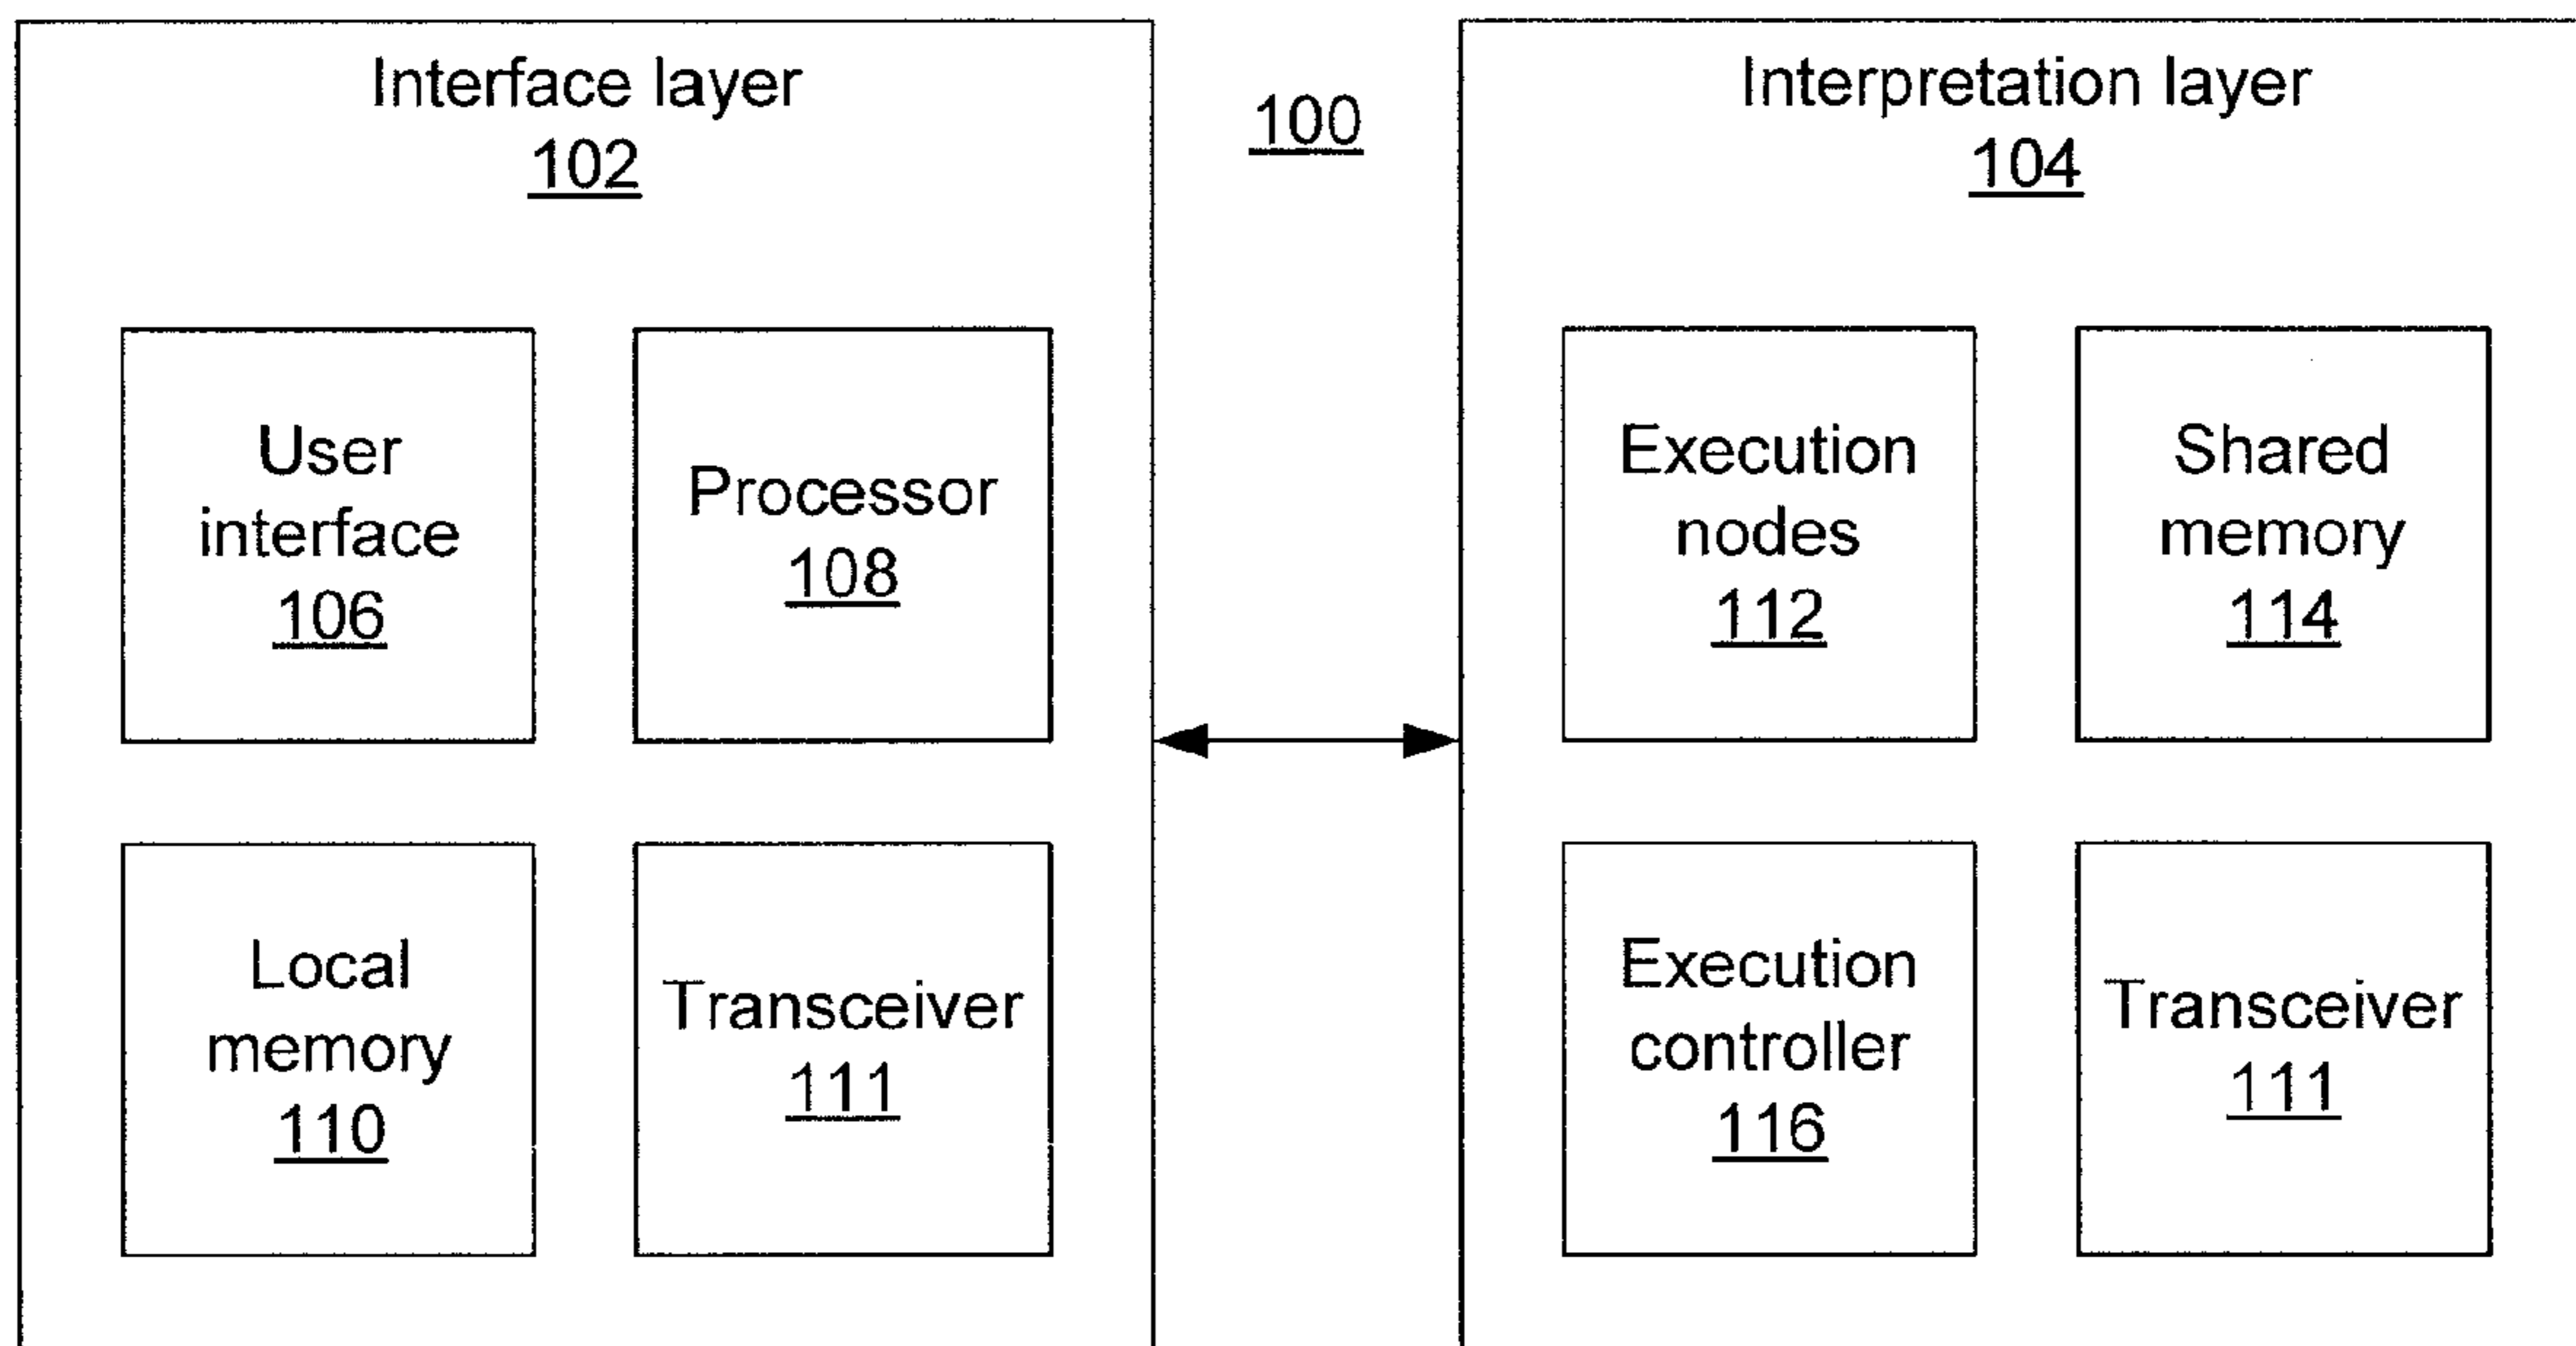 Interface layer
102
100
Interpretation layer
104
User
interface
106
Processor
108
Local
memory
110
Transceiver
111
Execution
nodes
112
Shared
memory
114
Execution
controller
116
Transceiver
111